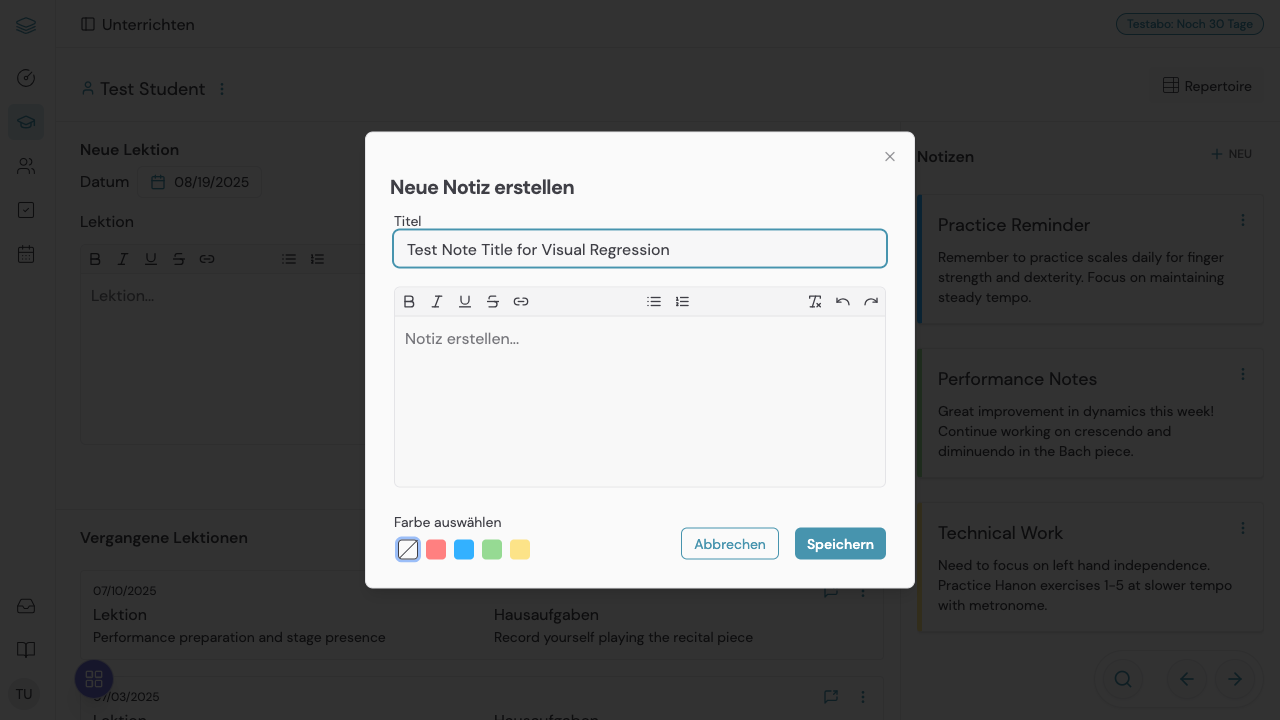 Unterrichten
Testabo: Noch 30 Tage
Test Student
Repertoire
Neue Lektion
Datum
08/19/2025
Lektion
Lektion...
Neue Notiz erstellen
Titel
Test Note Title for Visual Regression
Notiz erstellen...
Farbe auswählen
Abbrechen
Speichern
Notizen
NEU
Practice Reminder
Remember to practice scales daily for finger
strength and dexterity. Focus on maintaining
steady tempo.
Performance Notes
Great improvement in dynamics this week!
Continue working on crescendo and
diminuendo in the Bach piece.
Technical Work
Need to focus on left hand independence.
Practice Hanon exercises 1-5 at slower tempo
with metronome.
Vergangene Lektionen
07/10/2025
Lektion
Hausaufgaben
Performance preparation and stage presence
Record yourself playing the recital piece
07/03/2025
Lektion
Hausaufgaben
TU